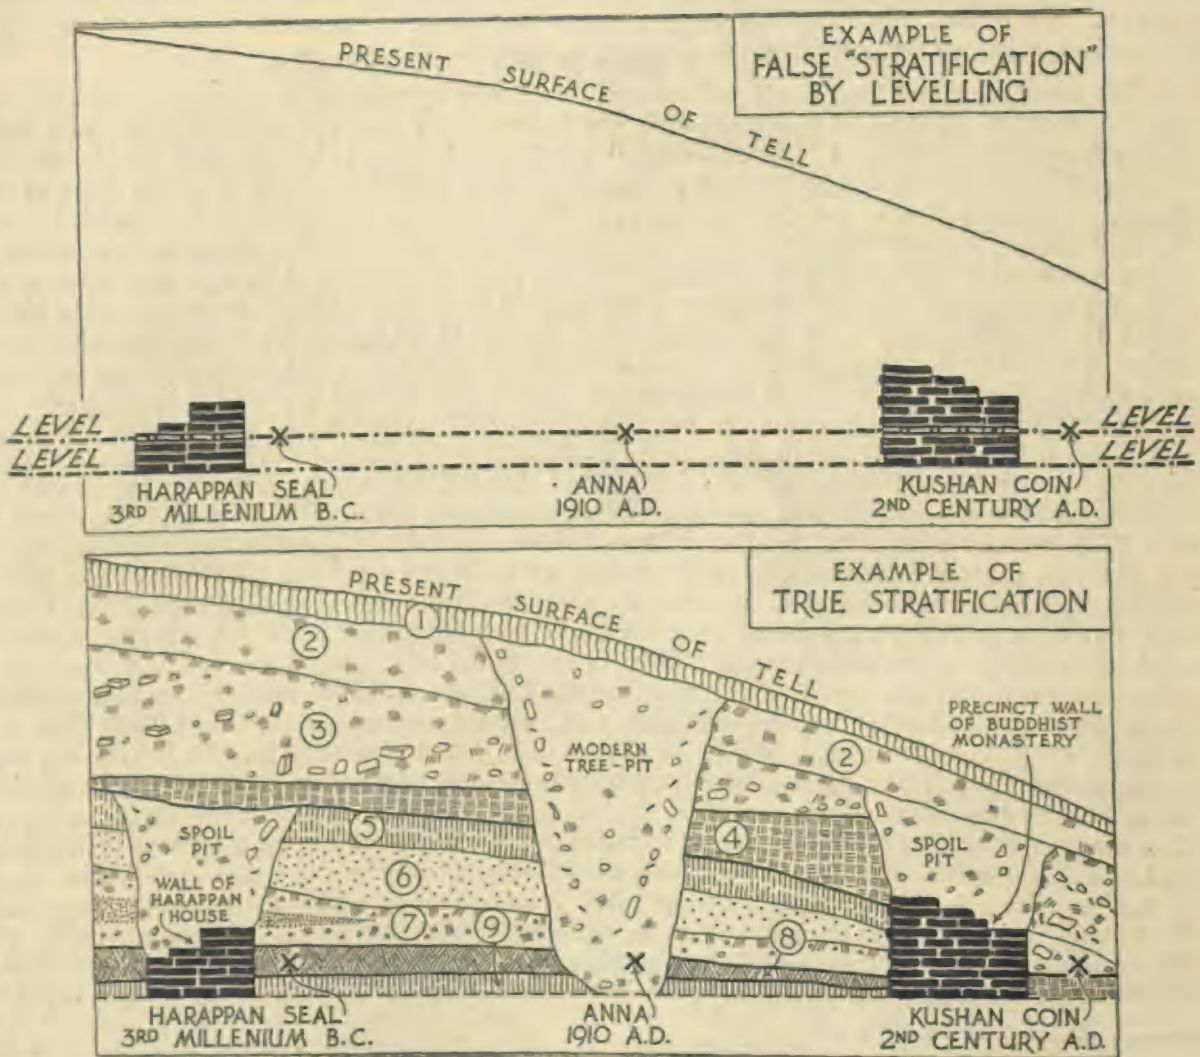 EXAMPLE OF
FALSE "STRATIFICATION"
BY LEVELLING
PRESENT SURFACE OF TELL
LEVEL LEVEL
LEVEL LEVEL
HARAPPAN SEAL
3RD MILLENIUM B.C.
ANNA
1910 A.D.
KUSHAN COIN
2ND CENTURY A.D.
EXAMPLE OF
TRUE STRATIFICATION
PRESENT SURFACE OF TELL
1
2
3
MODERN
TREE-PIT
PRECINCT WALL
OF BUDDHIST
MONASTERY
2
SPOIL
PIT
5
4
SPOIL
PIT
6
WALL OF
HARAPPAN
HOUSE
7
9
8
HARAPPAN SEAL
3RD MILLENIUM B.C.
ANNA
1910 A.D.
KUSHAN COIN
2ND CENTURY A.D.